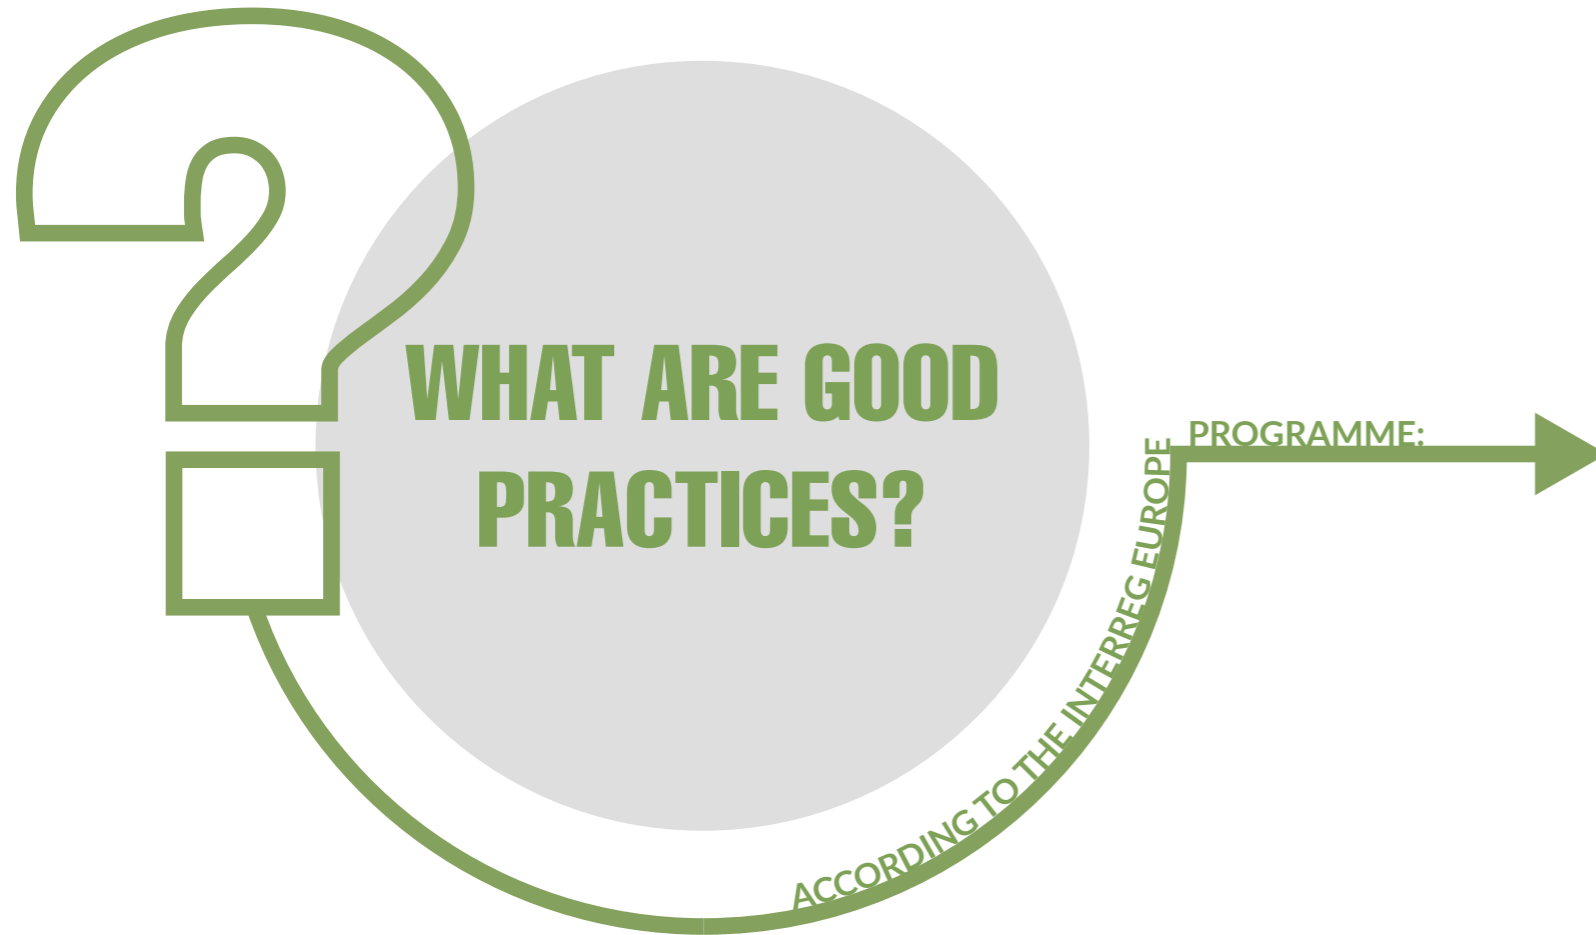 WHAT ARE GOOD
PRACTICES?
ACCORDING TO THE INTERREG EUROPE
PROGRAMME: